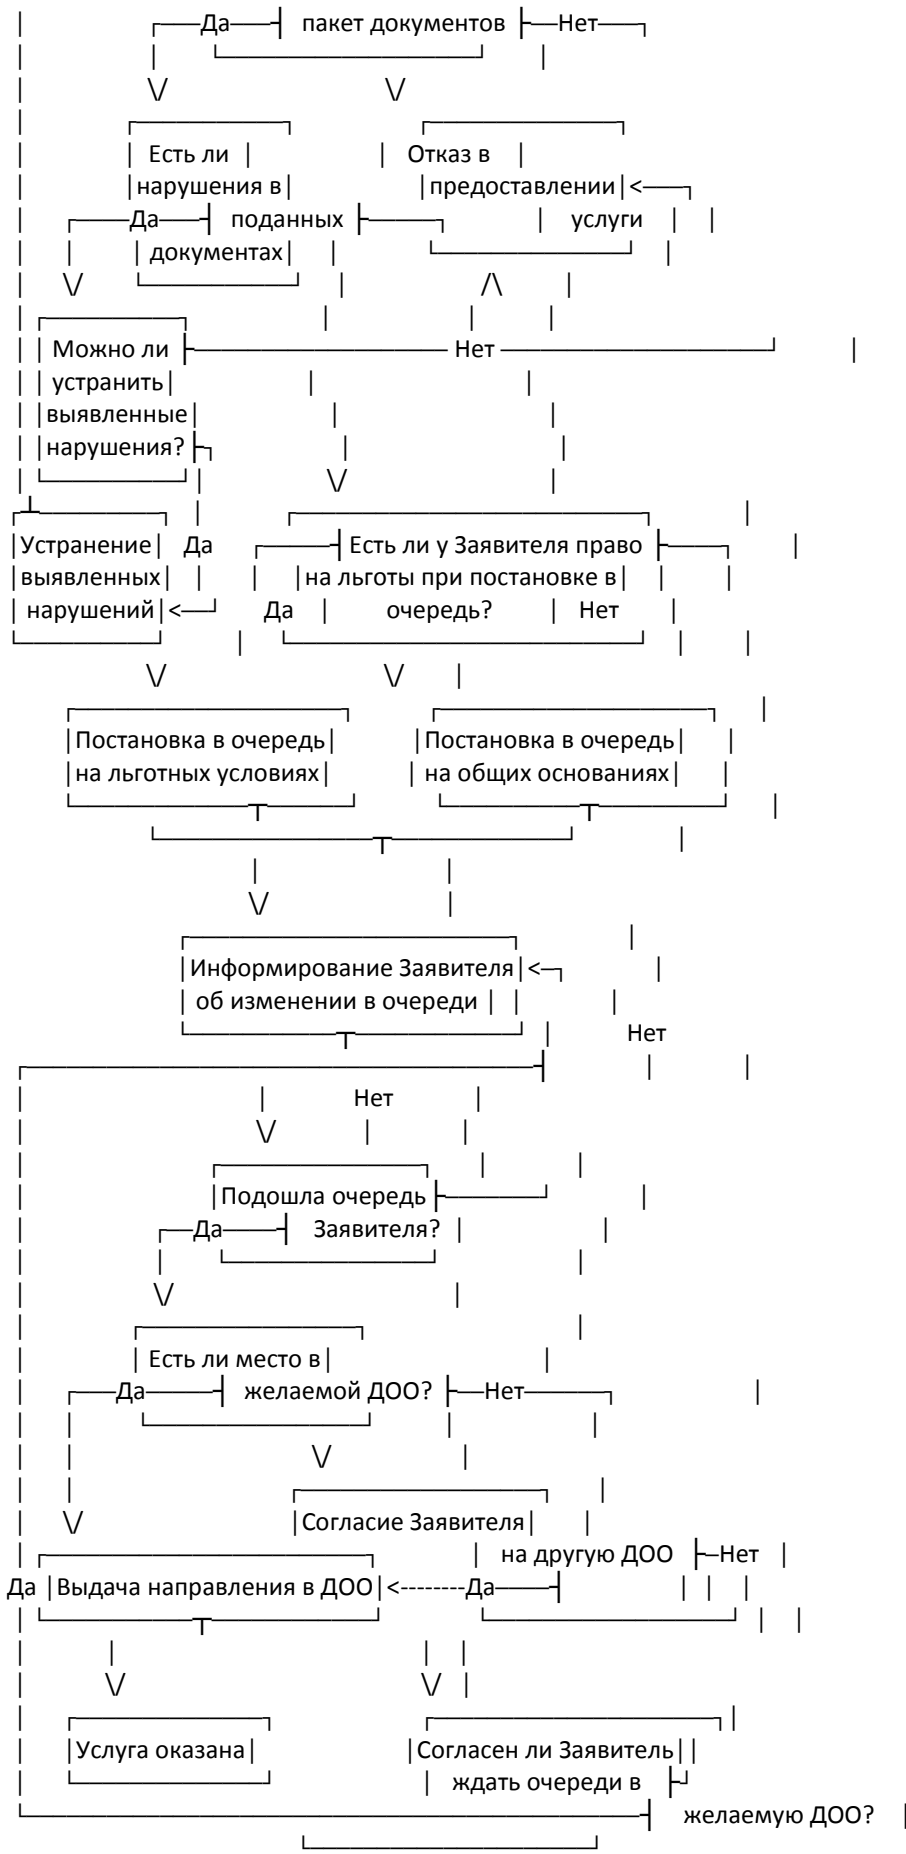 Да пакет документов Нет
Есть ли Отказ в
нарушения в предоставлении
Да поданных услуги
документах
Можно ли Нет
устранить
выявленные
нарушения?
Устранение Да Есть ли у Заявителя право
выявленных на льготы при постановке в
нарушений Да очередь? Нет
Постановка в очередь Постановка в очередь
на льготных условиях на общих основаниях
Информирование Заявителя
об изменении в очереди
Нет
Нет
Подошла очередь
Да Заявителя?
Есть ли место в
Да желаемой ДОО? Нет
Согласие Заявителя
на другую ДОО Нет
Да Выдача направления в ДОО Да
Услуга оказана Согласен ли Заявитель
ждать очереди в
желаемую ДОО?